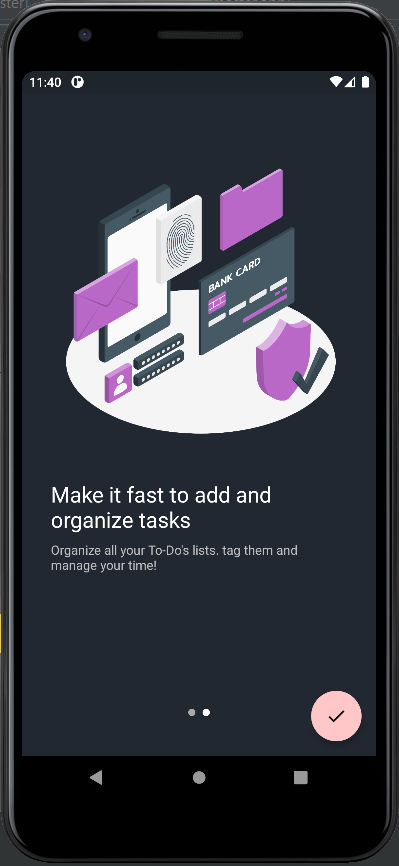 11:40
BANK CARD
Make it fast to add and
organize tasks
Organize all your To-Do's lists. tag them and
manage your time!